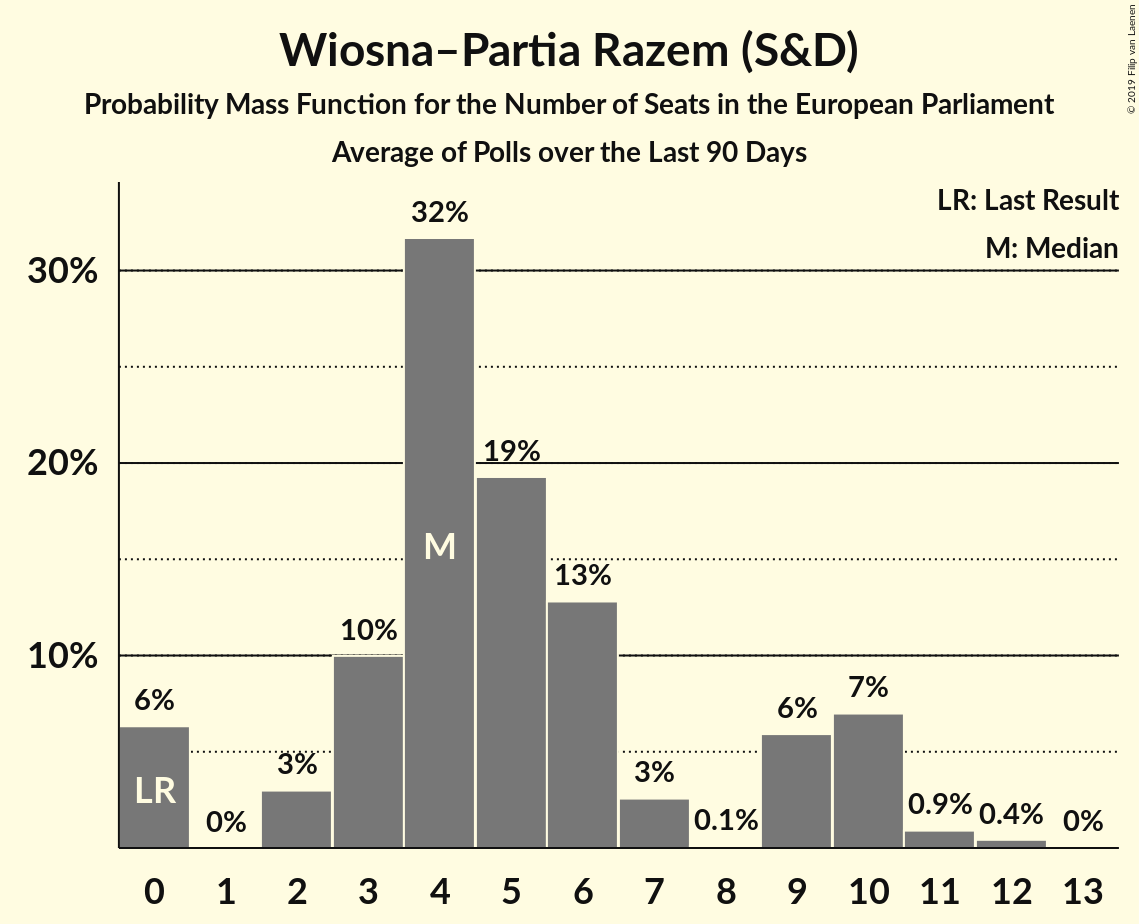 Wiosna–Partia Razem (S&D)
Probability Mass Function for the Number of Seats in the European Parliament
Average of Polls over the Last 90 Days
© 2019 Filip van Laenen
LR: Last Result
M: Median
30%
20%
10%
6%
0%
3%
10%
32%
19%
13%
3%
0.1%
6%
7%
0.9%
0.4%
0%
LR
M
0 1 2 3 4 5 6 7 8 9 10 11 12 13